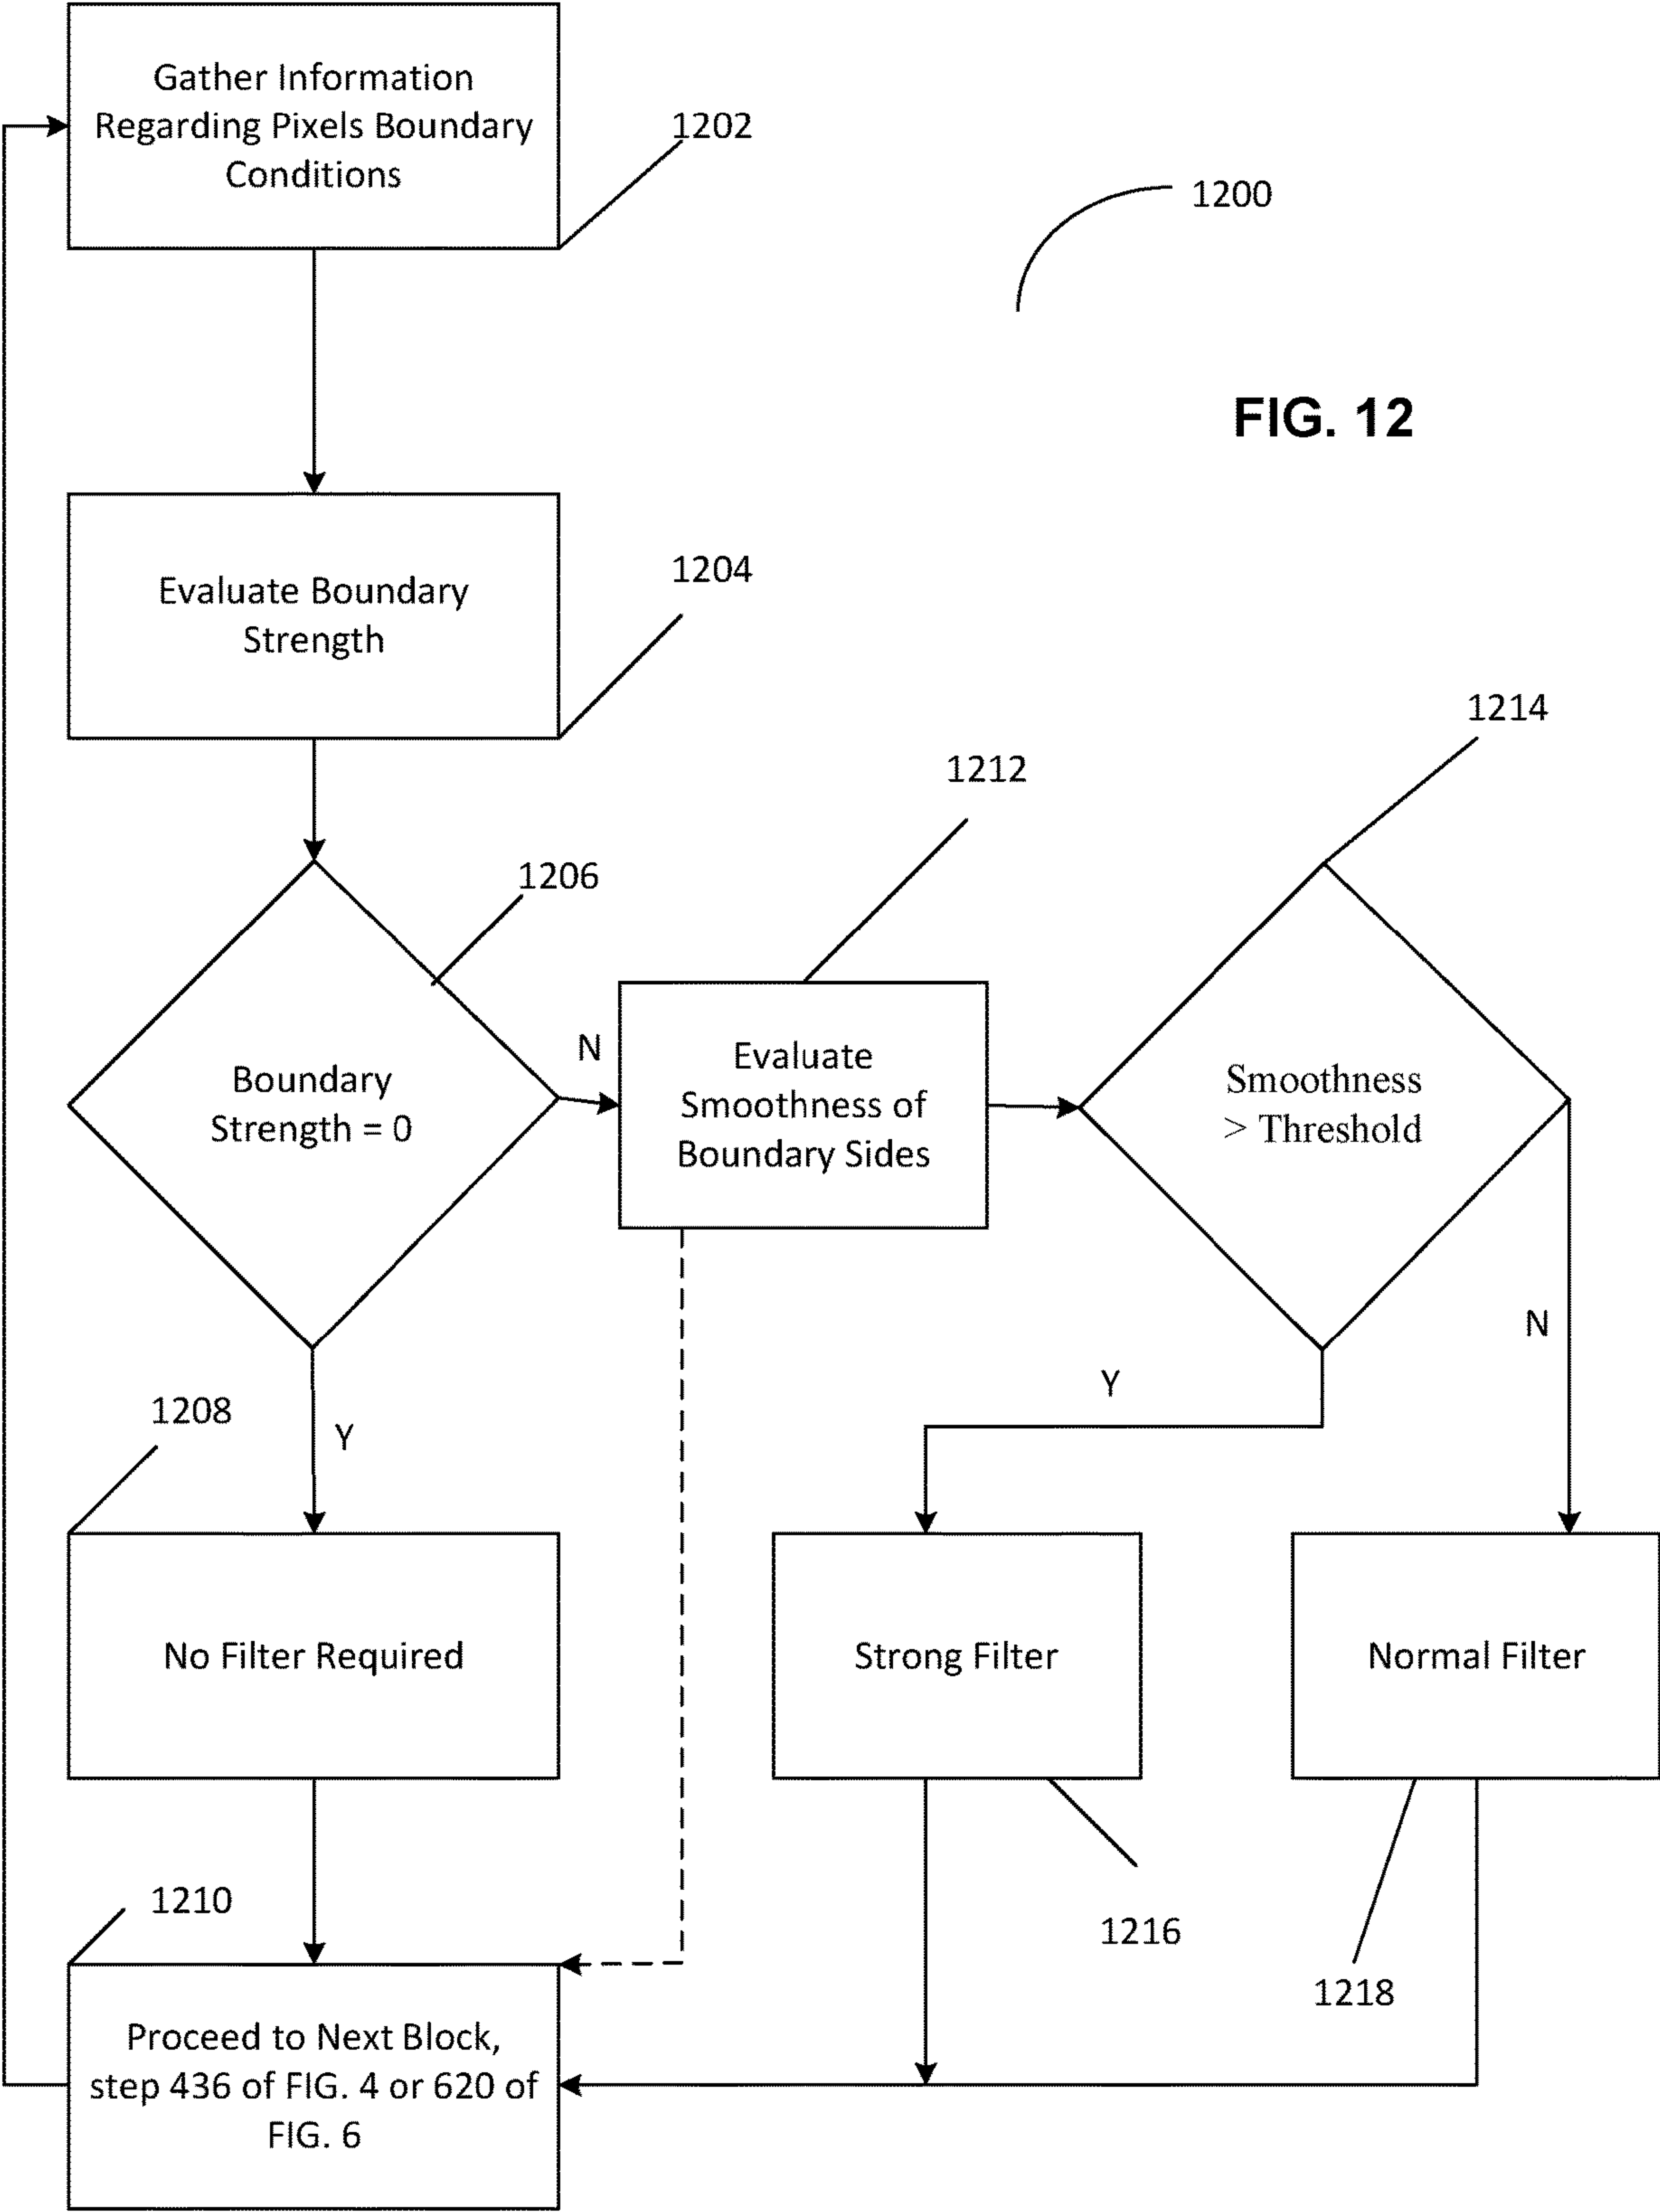 Gather Information
Regarding Pixels Boundary
Conditions
1202
1200
FIG. 12
Evaluate Boundary
Strength
1204
1206
Boundary
Strength = 0
N
Y
1212
Evaluate
Smoothness of
Boundary Sides
1214
Smoothness
> Threshold
Y
N
1208
No Filter Required
Strong Filter
Normal Filter
1210
Proceed to Next Block,
step 436 of FIG. 4 or 620 of
FIG. 6
1216
1218